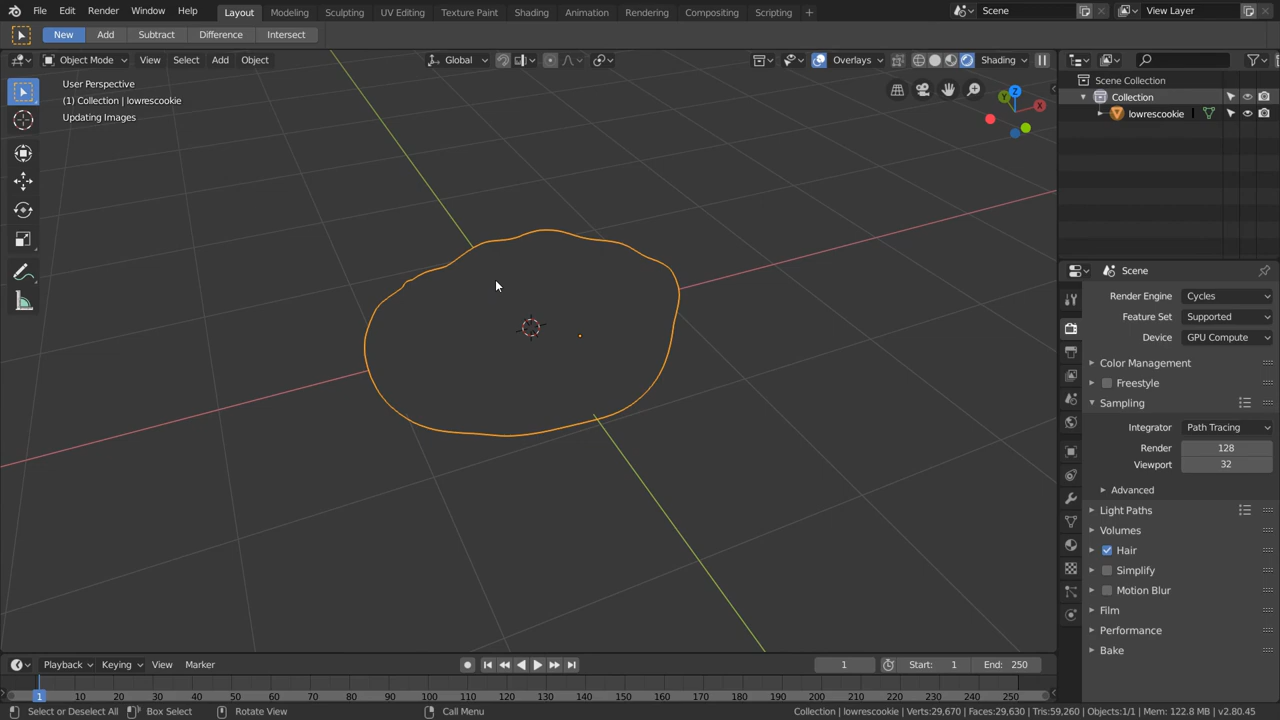 File Edit Render Window Help Layout Modeling Sculpting UV Editing Texture Paint Shading Animation Rendering Compositing Scripting + Scene View Layer
New Add Subtract Difference Intersect
Object Mode View Select Add Object Global Overlays Shading
User Perspective
(1) Collection | lowrescookie
Updating Images
Z
Y
X
Scene Collection
Collection
lowrescookie
Scene
Render Engine Cycles
Feature Set Supported
Device GPU Compute
Color Management
Freestyle
Sampling
Integrator Path Tracing
Render 128
Viewport 32
Advanced
Light Paths
Volumes
Hair
Simplify
Motion Blur
Film
Performance
Bake
Playback Keying View Marker 1 Start: 1 End: 250
1 10 20 30 40 50 60 70 80 90 100 110 120 130 140 150 160 170 180 190 200 210 220 230 240 250
Select or Deselect All Box Select Rotate View Call Menu Collection | lowrescookie | Verts:29,670 | Faces:29,630 | Tris:59,260 | Objects:1/1 | Mem: 122.8 MB | v2.80.45